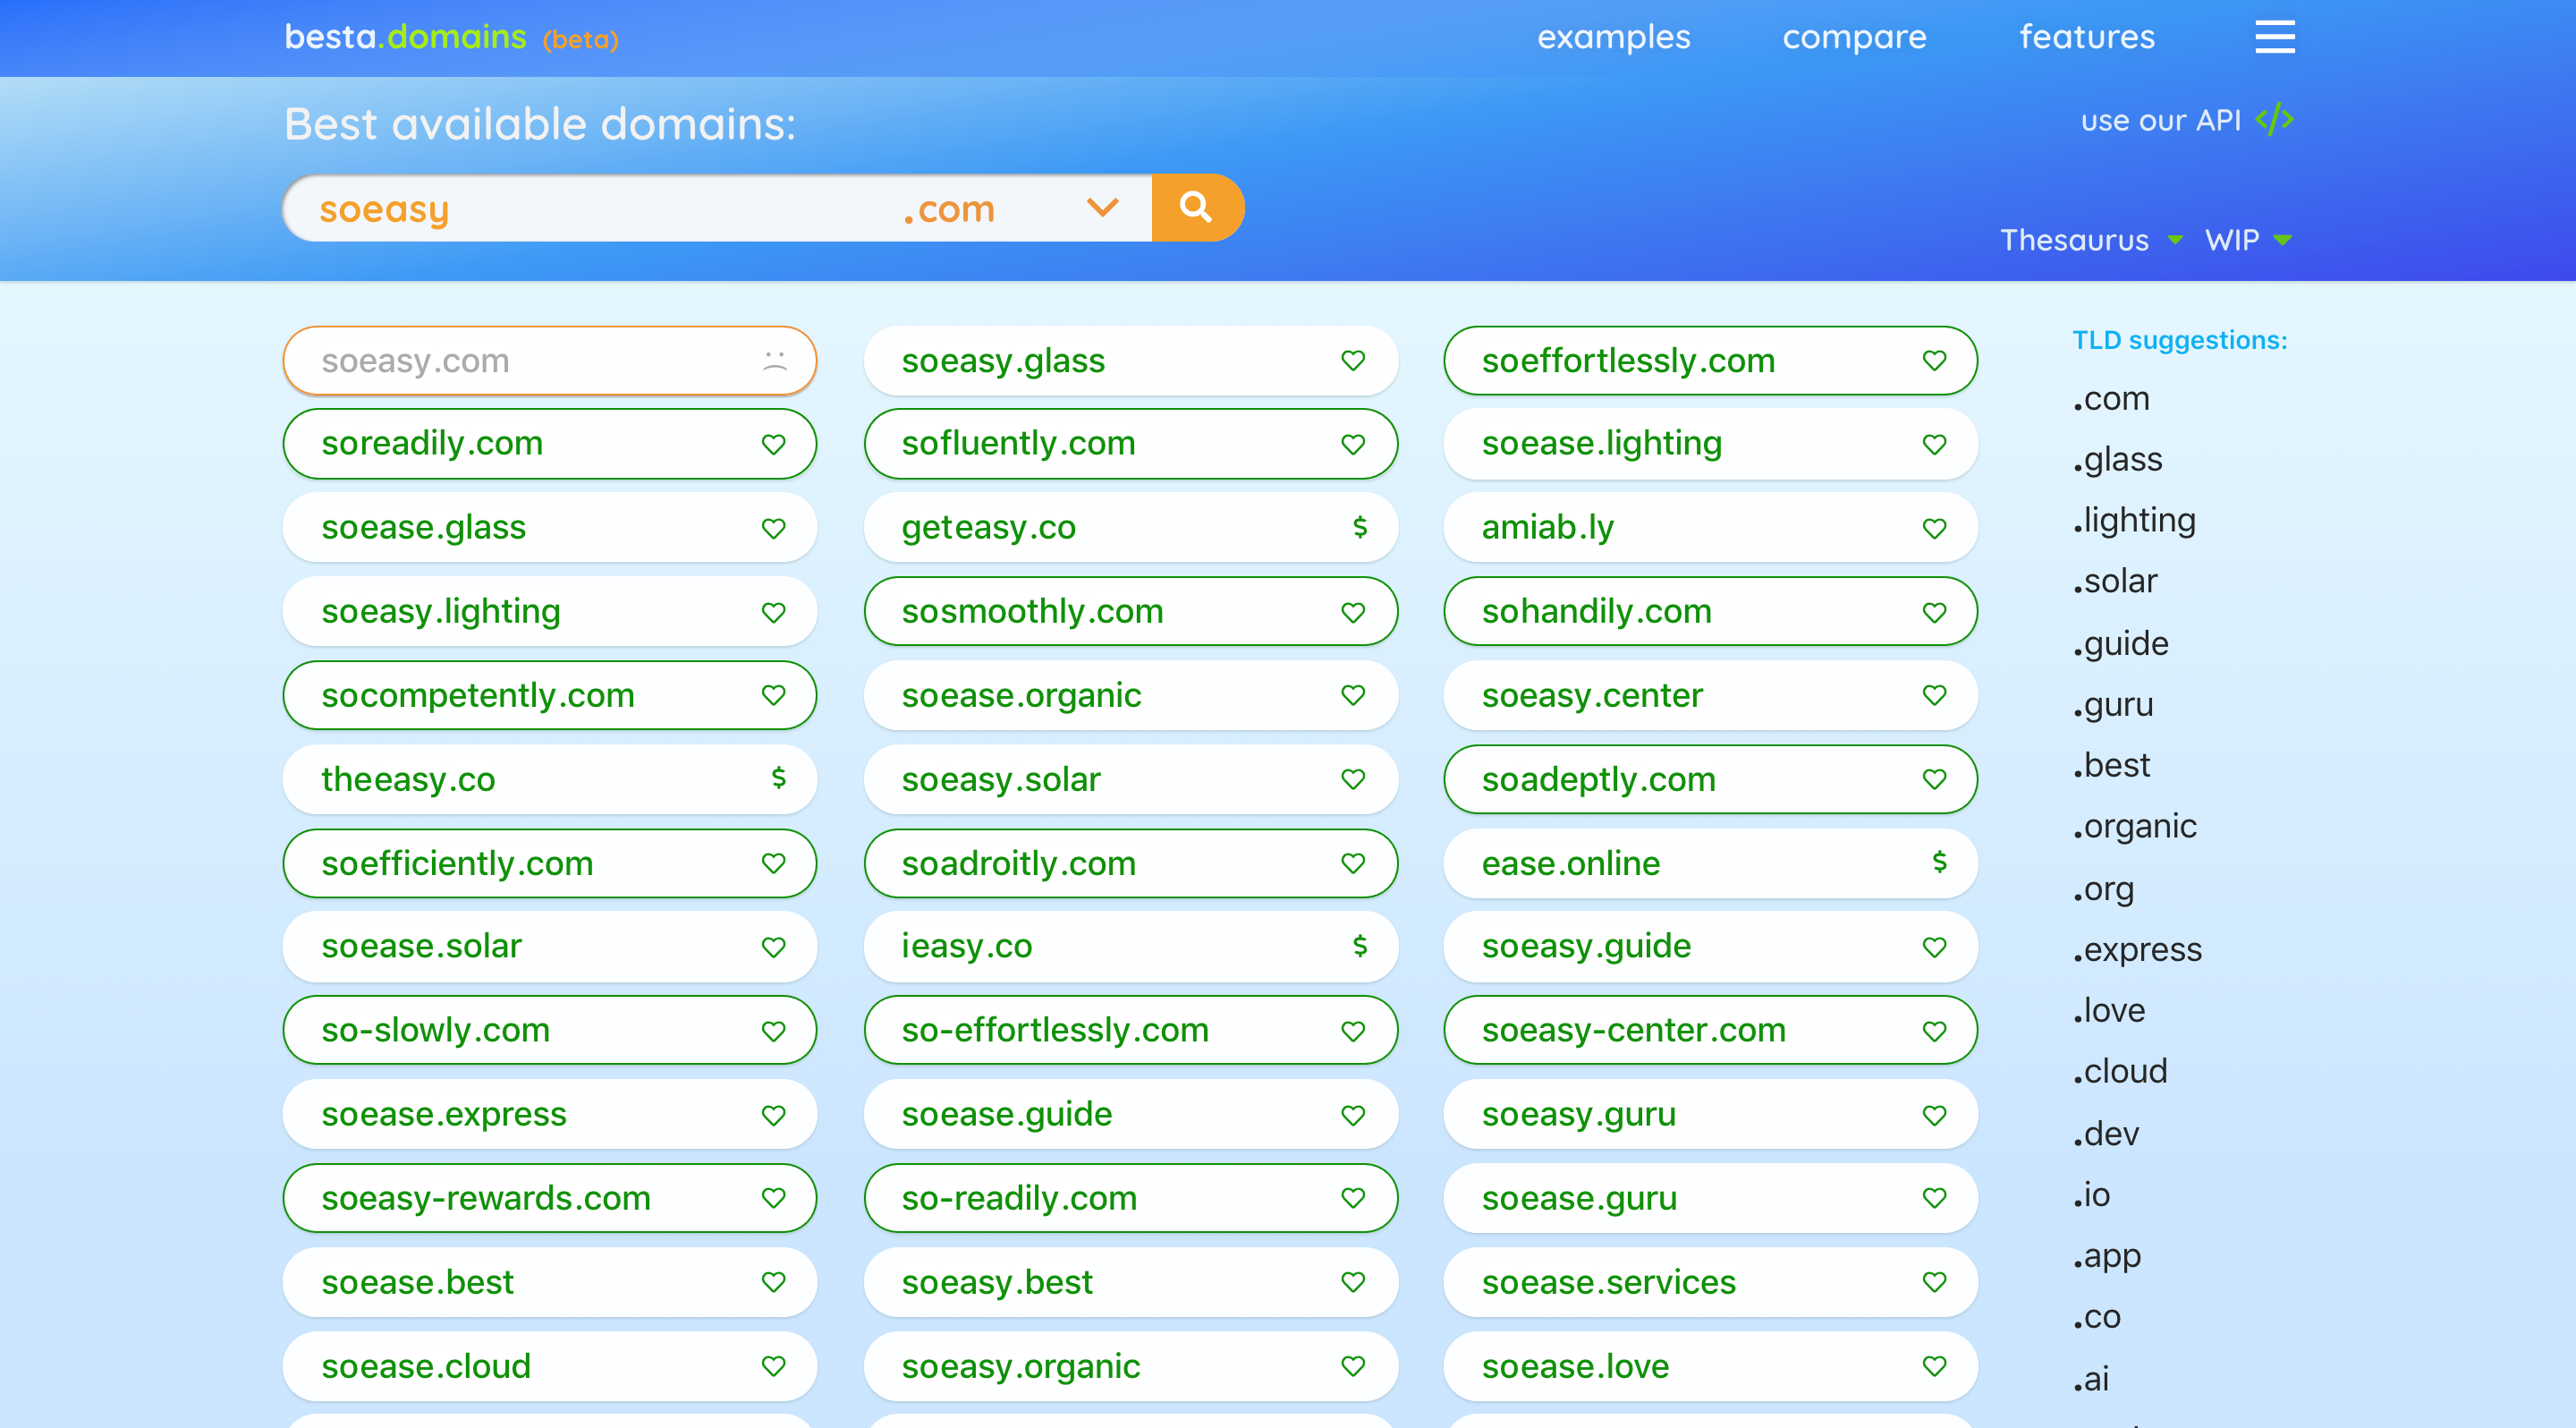 besta.domains (beta)
examples
compare
features
Best available domains:
use our API </>
soeasy
.com
Thesaurus
WIP
soeasy.com
soeasy.glass
soeffortlessly.com
soreadily.com
sofluently.com
soease.lighting
soease.glass
geteasy.co $
amiab.ly
soeasy.lighting
sosmoothly.com
sohandily.com
socompetently.com
soease.organic
soeasy.center
theeasy.co $
soeasy.solar
soadeptly.com
soefficiently.com
soadroitly.com
ease.online $
soease.solar
ieasy.co $
soeasy.guide
so-slowly.com
so-effortlessly.com
soeasy-center.com
soease.express
soease.guide
soeasy.guru
soeasy-rewards.com
so-readily.com
soease.guru
soease.best
soeasy.best
soease.services
soease.cloud
soeasy.organic
soease.love
TLD suggestions:
.com
.glass
.lighting
.solar
.guide
.guru
.best
.organic
.org
.express
.love
.cloud
.dev
.io
.app
.co
.ai